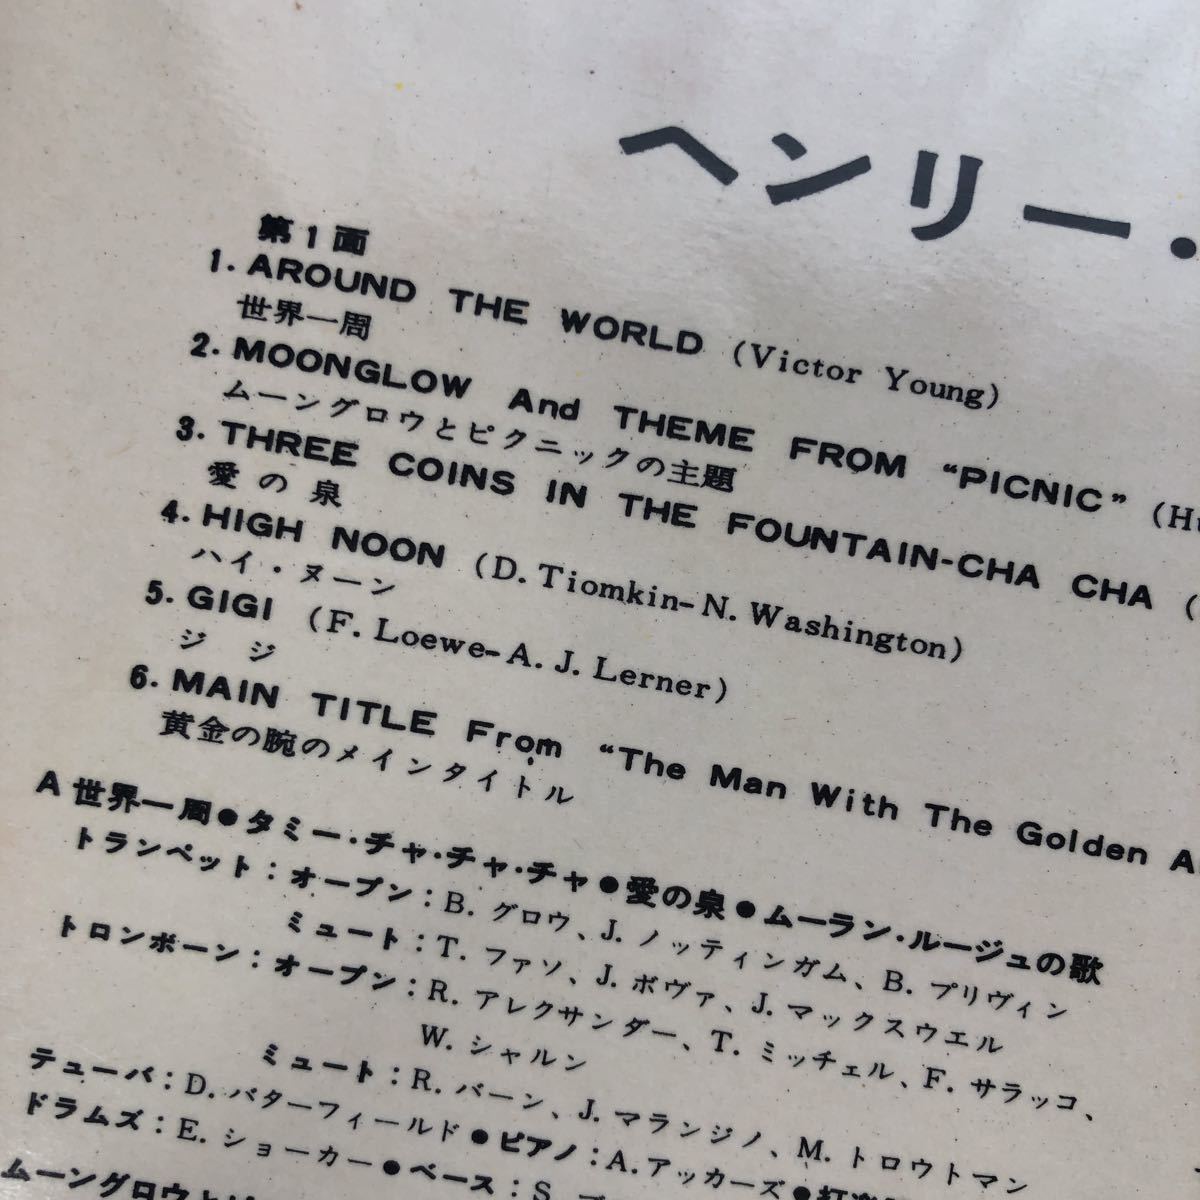 ヘンリー・
第1面
1. AROUND THE WORLD (Victor Young)
世界一周
2. MOONGLOW And THEME FROM “PICNIC” (Hu
ムーングロウとピクニックの主題
3. THREE COINS IN THE FOUNTAIN-CHA CHA (
愛の泉
4. HIGH NOON (D. Tiomkin-N. Washington)
ハイ・ヌーン
5. GIGI (F. Loewe-A. J. Lerner)
ジジ
6. MAIN TITLE From “The Man With The Golden A
黄金の腕のメインタイトル
A 世界一周●タミー・チャ・チャ・チャ●愛の泉●ムーラン・ルージュの歌
トランペット：オープン：B. グロウ、J. ノッティンガム、B. プリヴィン
ミュート：T. ファソ、J. ボヴァ、J. マックスウエル
トロンボーン：オープン：R. アレクサンダー、T. ミッチェル、F. サラッコ、
W. シャルン
ミュート：R. バーン、J. マランジノ、M. トロウトマン
テューバ：D. バターフィールド●ピアノ：A. アッカーズ●打楽
ドラムズ：E. ショーカー●ベース：S. ブ
ムーングロウとピ